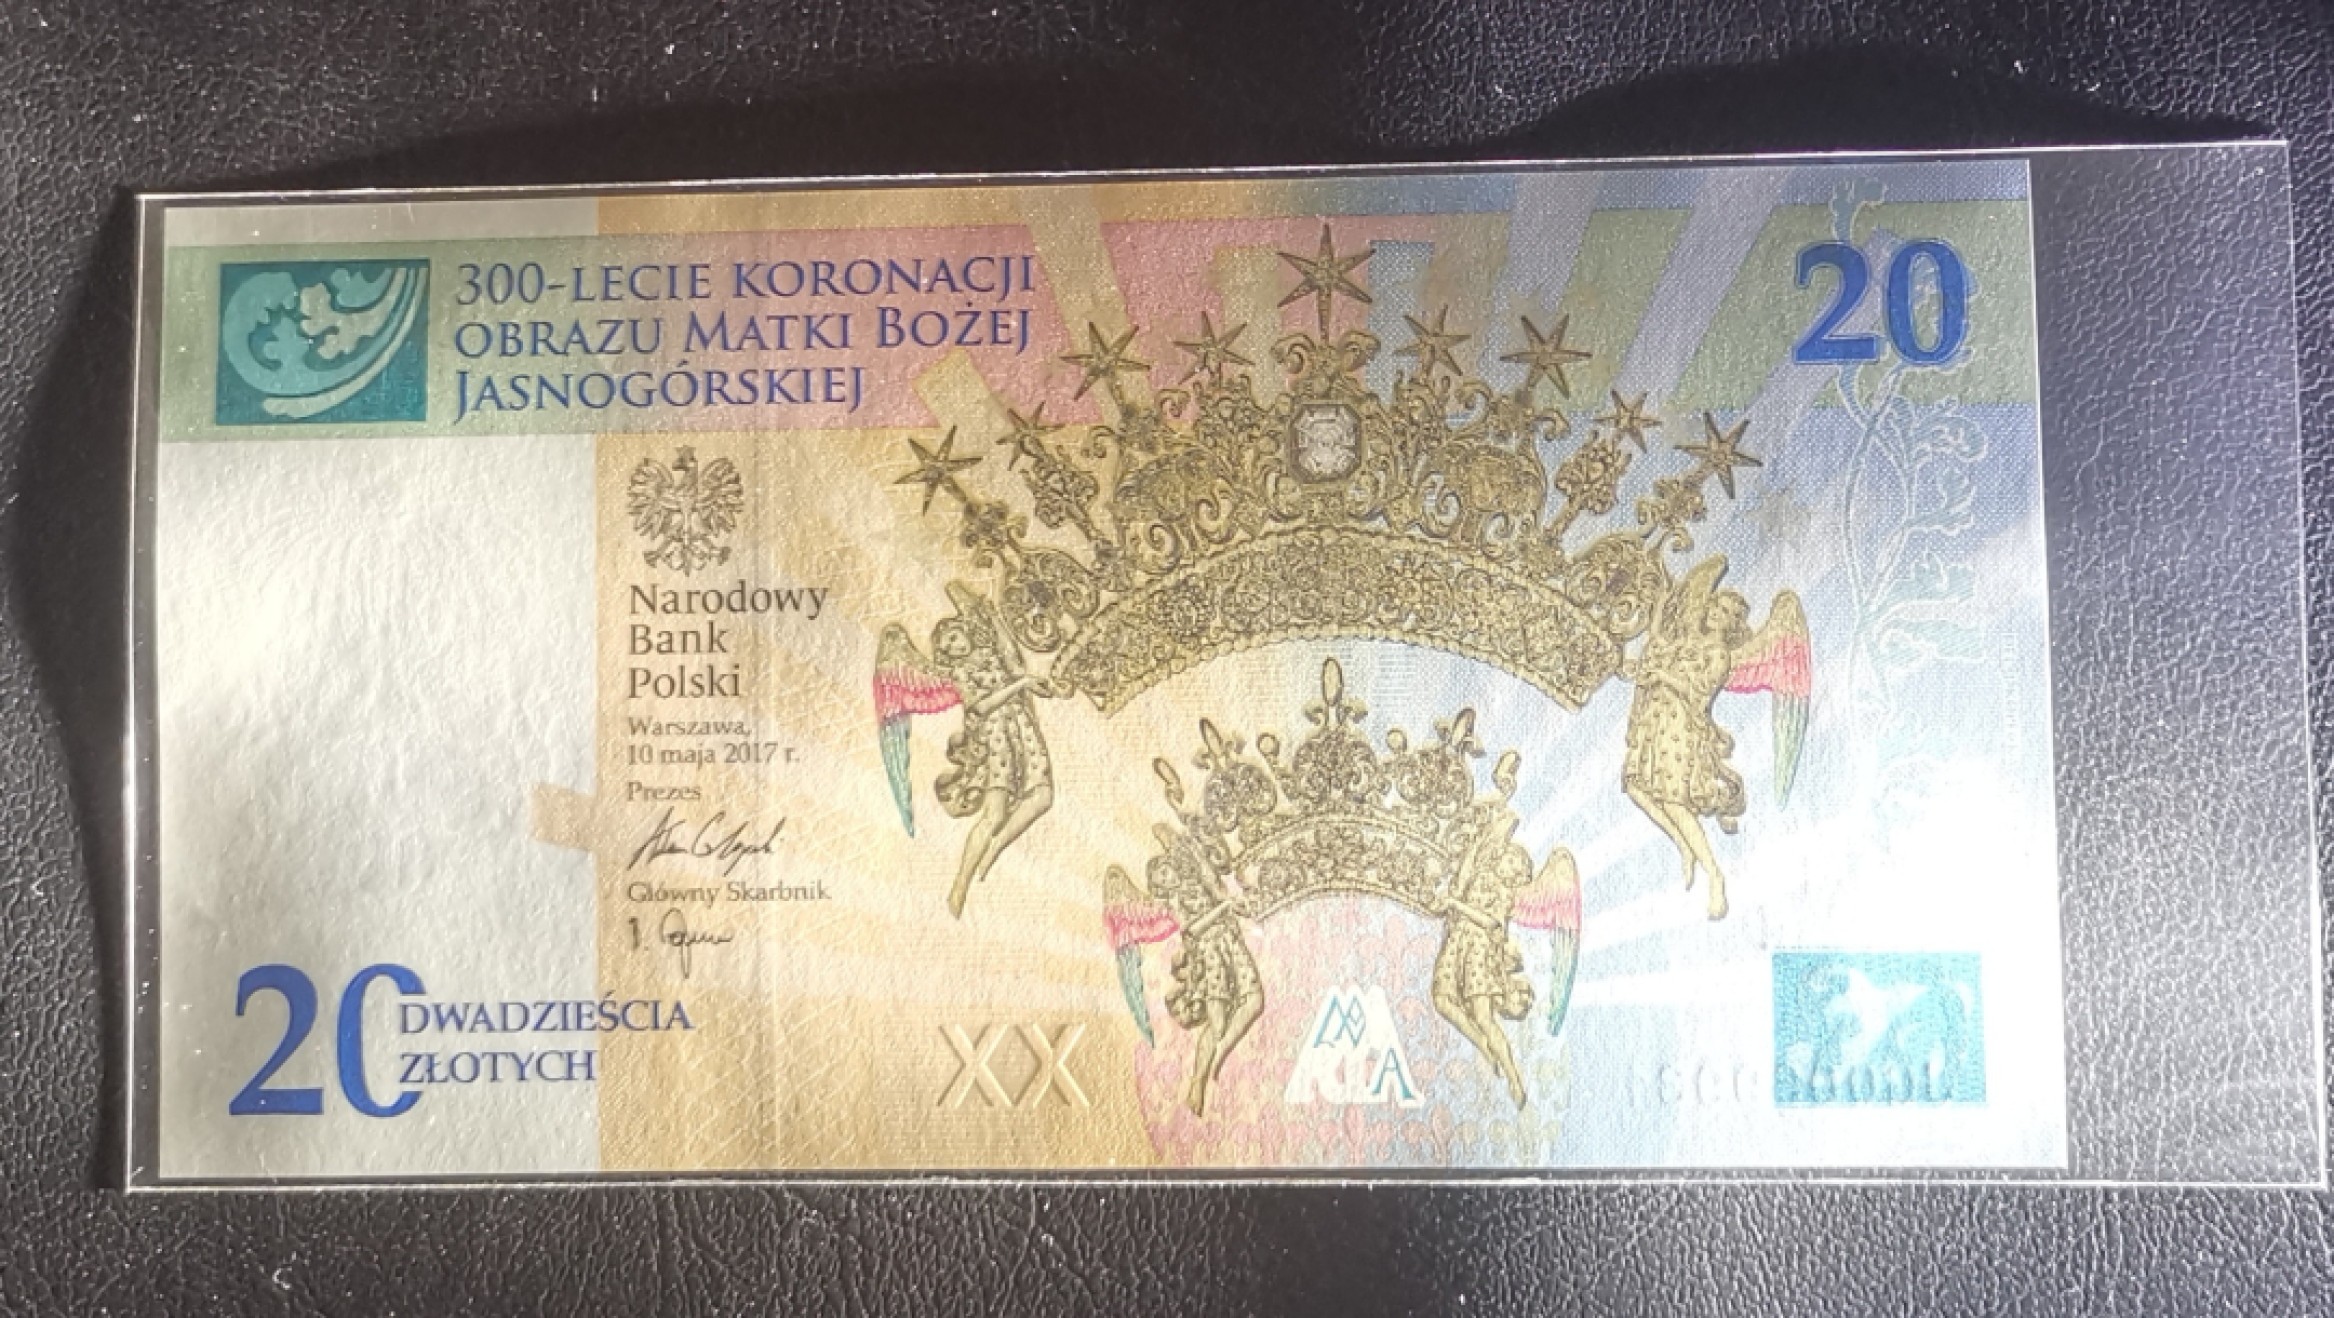 300-LECIE KORONACJI
OBRAZU MATKI BOŻEJ
JASNOGÓRSKIEJ
20
Narodowy
Bank
Polski
Warszawa,
10 maja 2017 r.
Prezes
Główny Skarbnik
20 DWADZIEŚCIA
ZŁOTYCH
XX